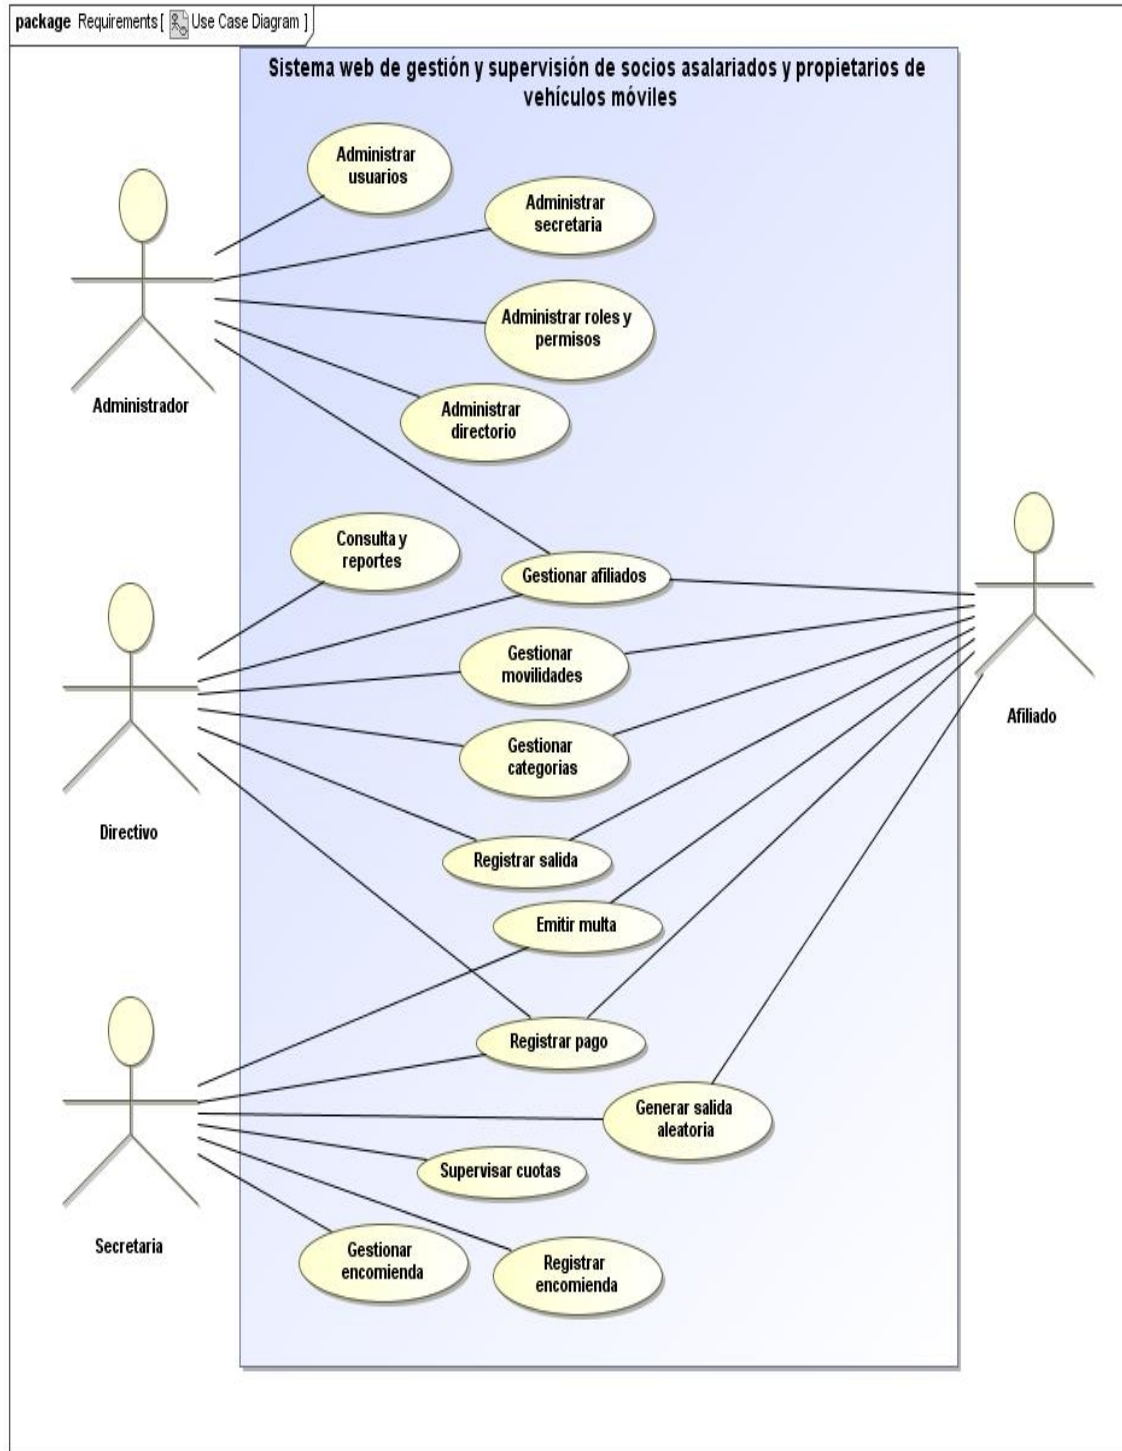 package Requirements [ Use Case Diagram ]
Sistema web de gestión y supervisión de socios asalariados y propietarios de
vehículos móviles
Administrar
usuarios
Administrar
secretaria
Administrar roles y
permisos
Administrador
Administrar
directorio
Consulta y
reportes
Gestionar afiliados
Gestionar
movilidades
Afiliado
Gestionar
categorias
Directivo
Registrar salida
Emitir multa
Registrar pago
Generar salida
aleatoria
Supervisar cuotas
Secretaria
Gestionar
encomienda
Registrar
encomienda